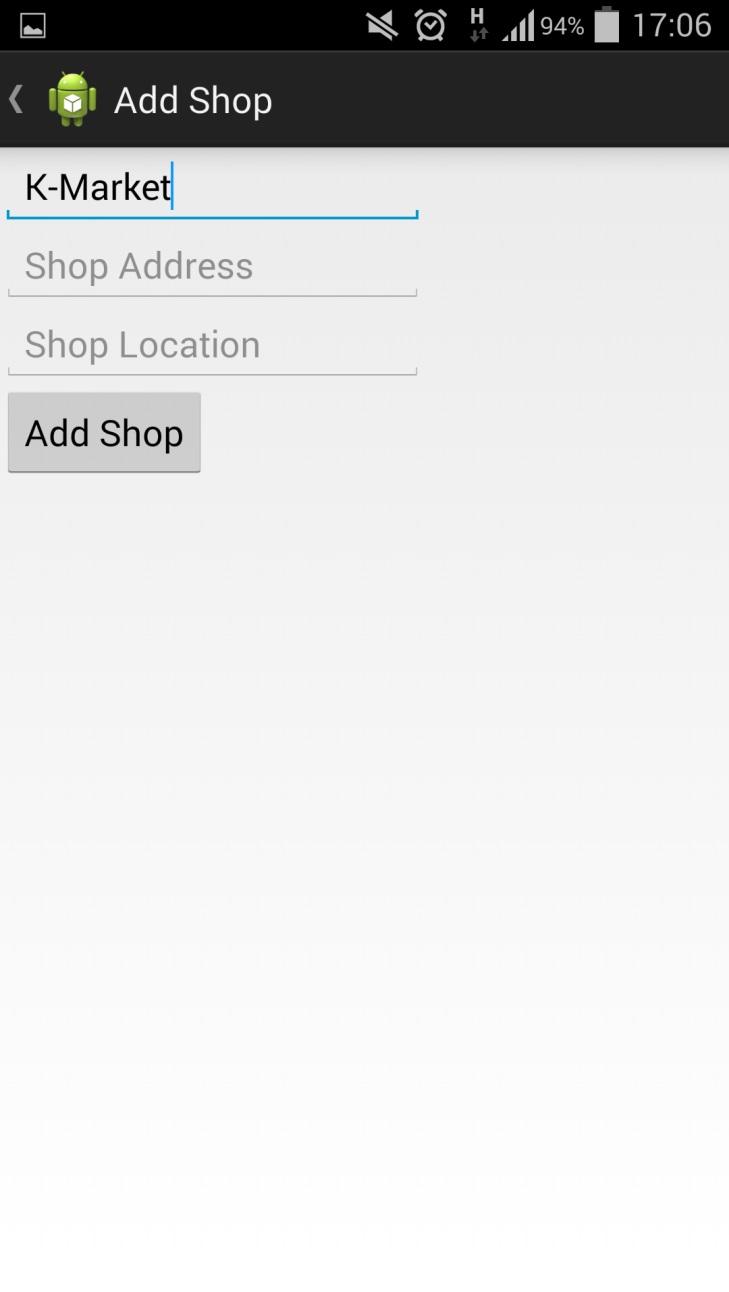 H 94% 17:06
Add Shop
K-Market
Shop Address
Shop Location
Add Shop